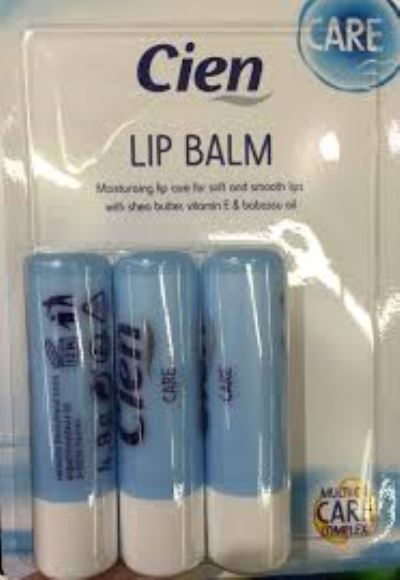 CARE
Cien
LIP BALM
Moisturising lip care for soft and smooth lips
with shea butter, vitamin E & babassu oil
Cien
CARE
CARE
CARE
COMPLEX